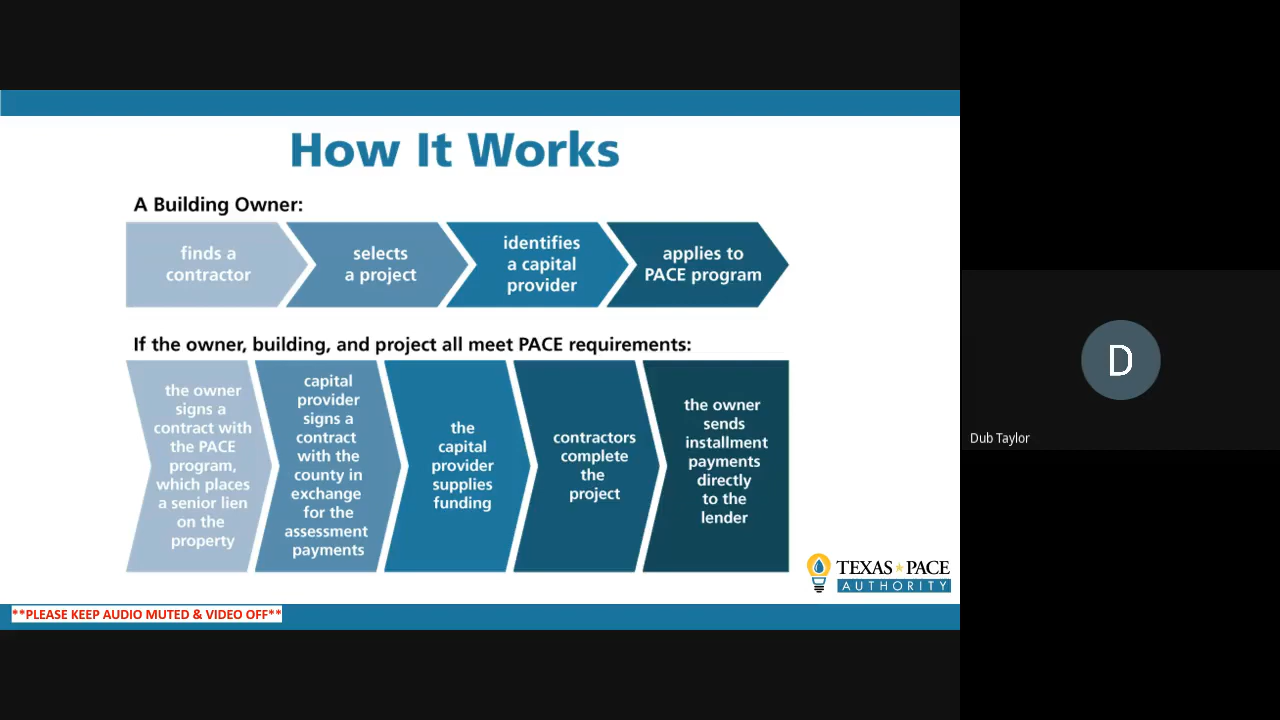 How It Works
A Building Owner:
finds a
contractor
selects
a project
identifies
a capital
provider
applies to
PACE program
If the owner, building, and project all meet PACE requirements:
the owner
signs a
contract with
the PACE
program,
which places
a senior lien
on the
property
capital
provider
signs a
contract
with the
county in
exchange
for the
assessment
payments
the
capital
provider
supplies
funding
contractors
complete
the
project
the owner
sends
installment
payments
directly
to the
lender
TEXAS PACE
AUTHORITY
**PLEASE KEEP AUDIO MUTED & VIDEO OFF**
D
Dub Taylor